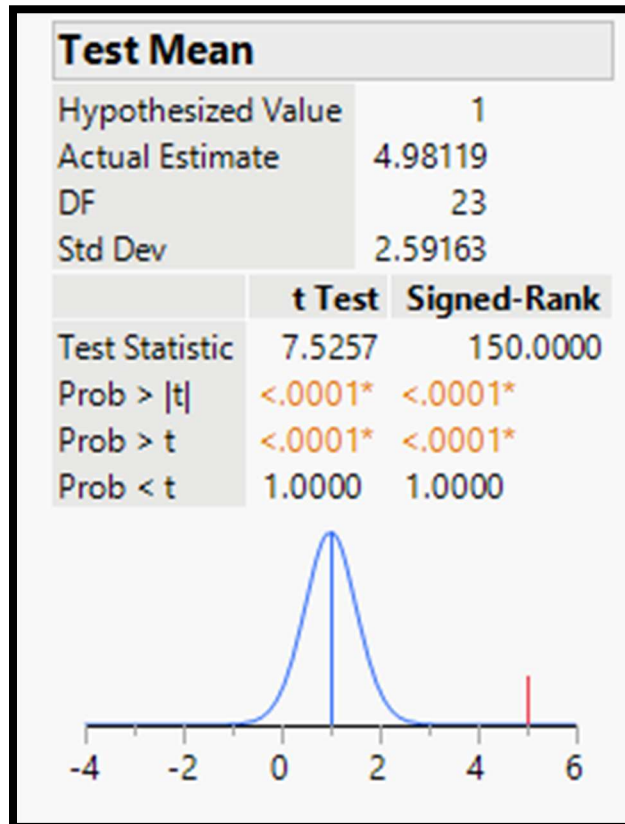 Test Mean
Hypothesized Value 1
Actual Estimate 4.98119
DF 23
Std Dev 2.59163
t Test Signed-Rank
Test Statistic 7.5257 150.0000
Prob > |t| <.0001* <.0001*
Prob > t <.0001* <.0001*
Prob < t 1.0000 1.0000
-4 -2 0 2 4 6